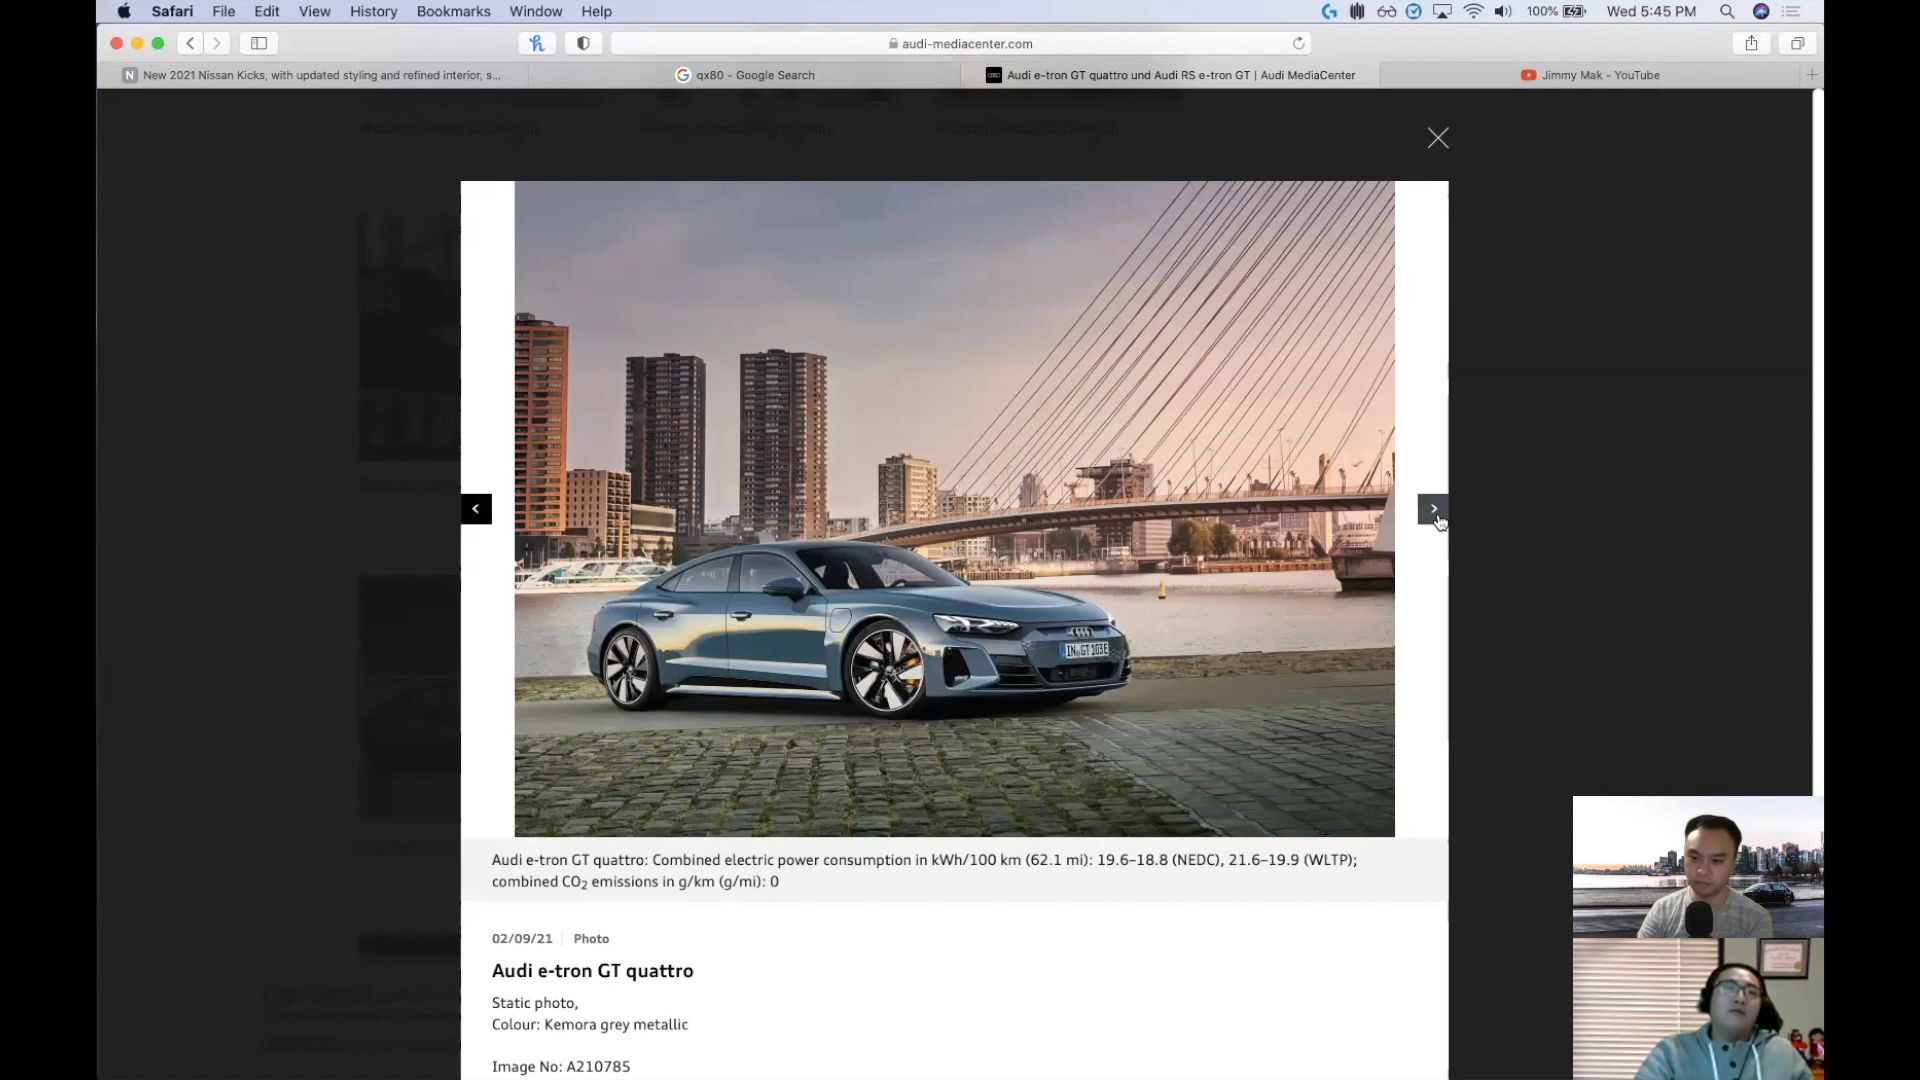 Safari File Edit View History Bookmarks Window Help 100% Wed 5:45 PM
audi-mediacenter.com
New 2021 Nissan Kicks, with updated styling and refined interior, s... qx80 - Google Search Audi e-tron GT quattro und Audi RS e-tron GT | Audi MediaCenter Jimmy Mak - YouTube
IN GT 103E
Audi e-tron GT quattro: Combined electric power consumption in kWh/100 km (62.1 mi): 19.6–18.8 (NEDC), 21.6–19.9 (WLTP);
combined CO2 emissions in g/km (g/mi): 0
02/09/21 Photo
Audi e-tron GT quattro
Static photo,
Colour: Kemora grey metallic
Image No: A210785